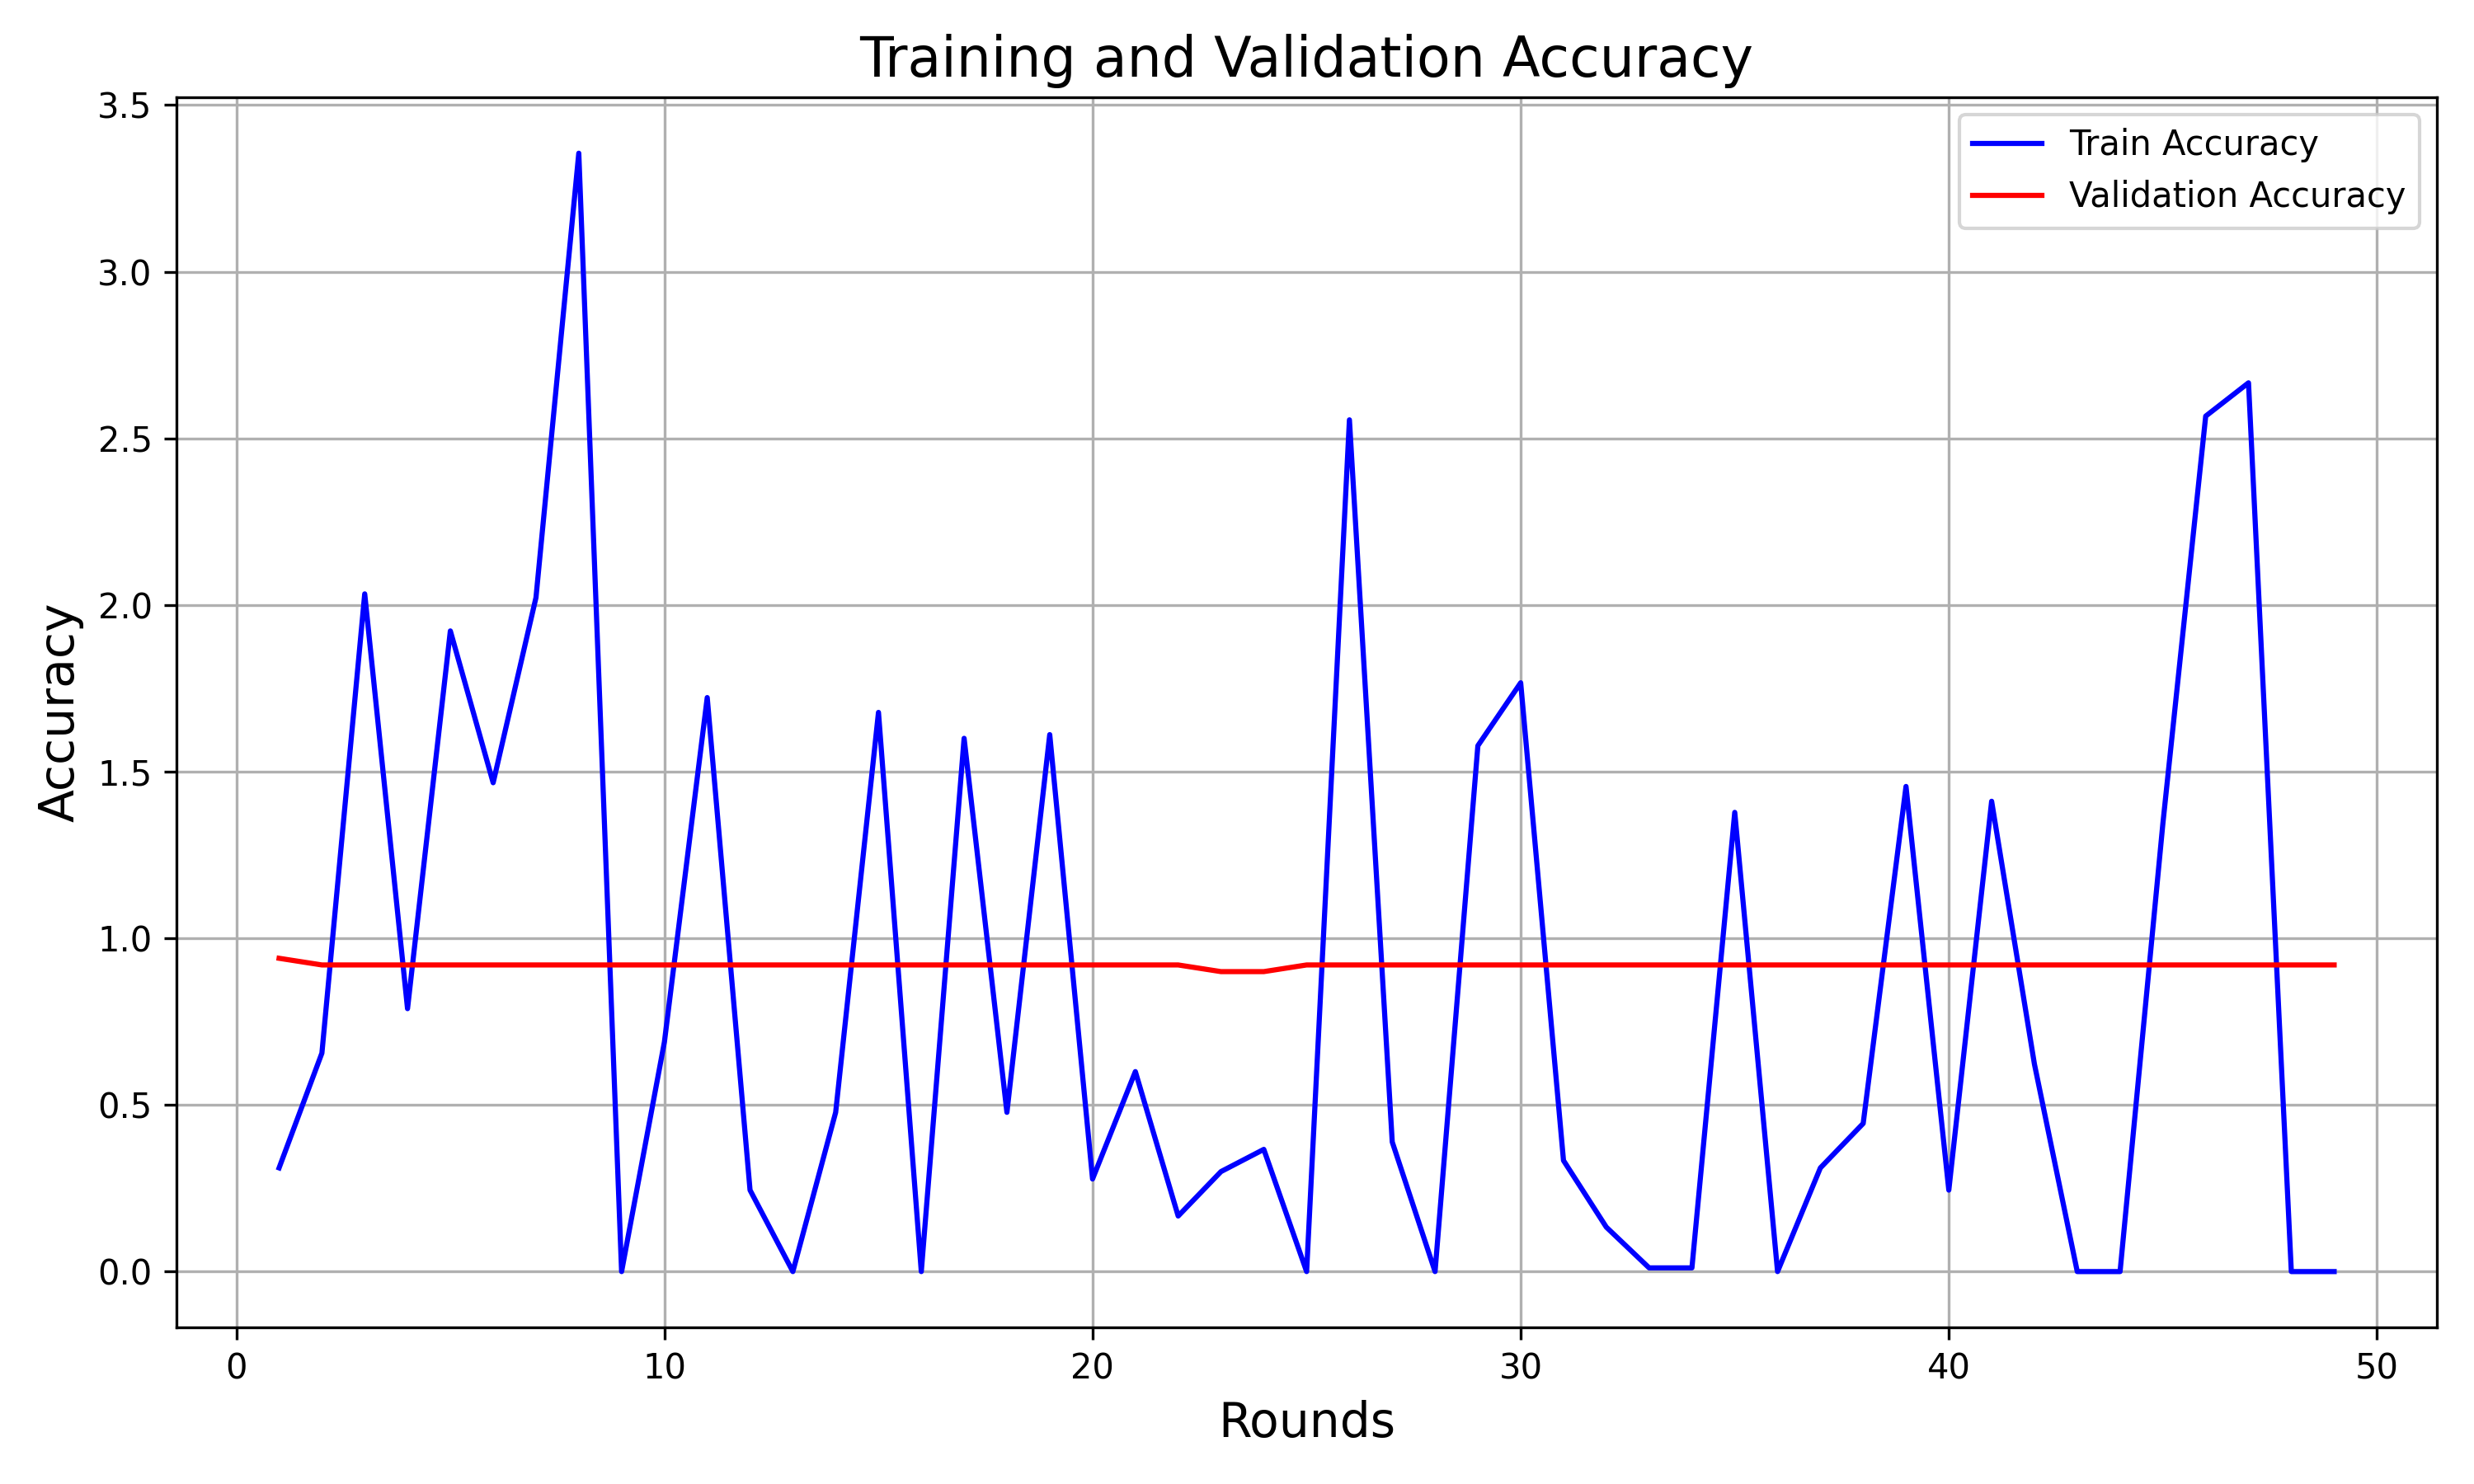 Training and Validation Accuracy
Train Accuracy
Validation Accuracy
3.5
3.0
2.5
2.0
1.5
1.0
0.5
0.0
Accuracy
0 10 20 30 40 50
Rounds